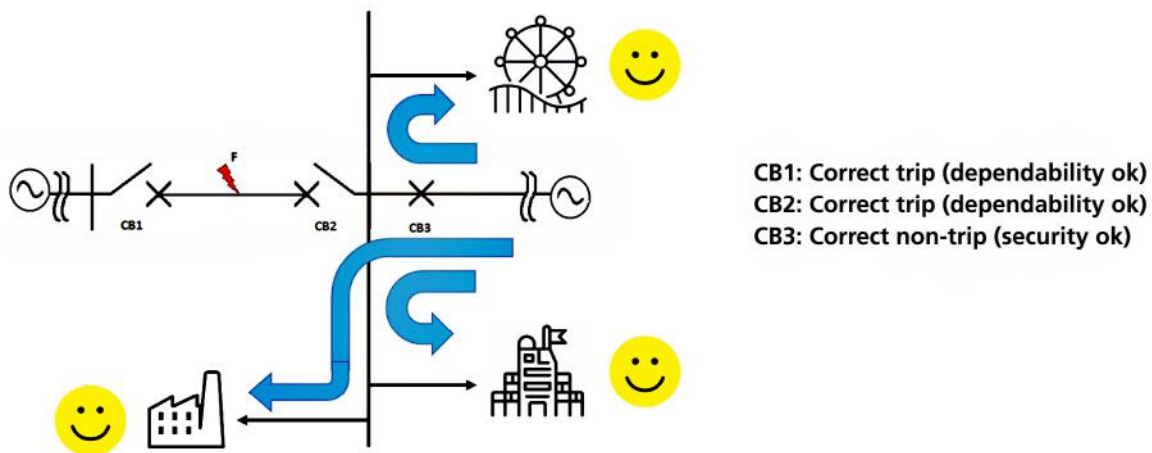 F
CB1
CB2
CB3
CB1: Correct trip (dependability ok)
CB2: Correct trip (dependability ok)
CB3: Correct non-trip (security ok)